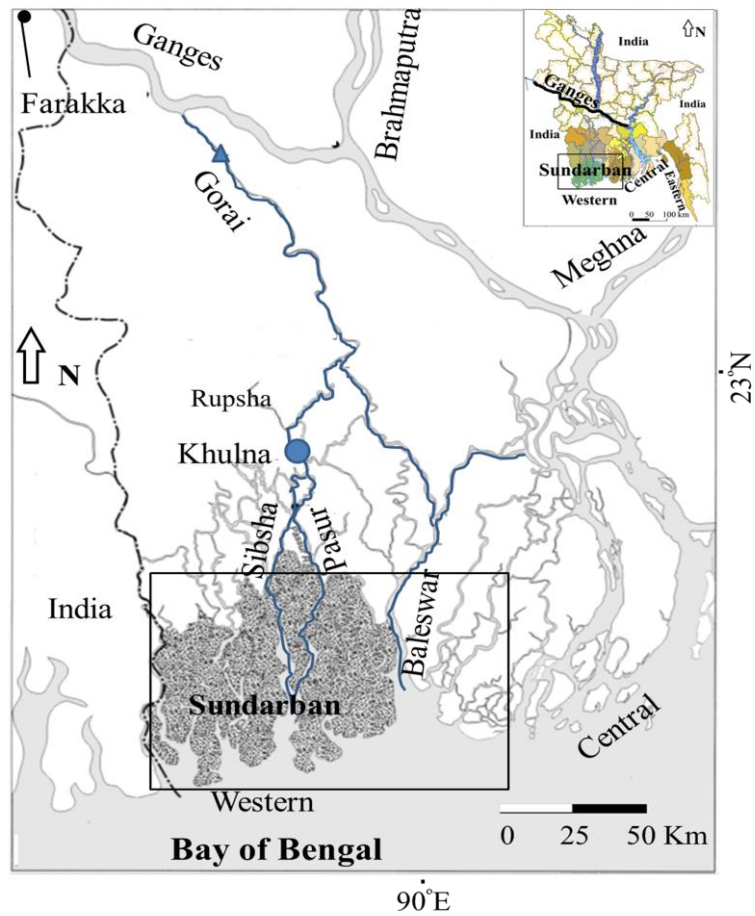 Ganges
Farakka
Brahmaputra
Gorai
Meghna
N
23°N
Rupsha
Khulna
Sibsha
Pasur
Baleswar
India
Sundarban
Central
Western
0 25 50 Km
Bay of Bengal
90°E
N
India
Ganges
India
India
Sundarban
Central
Eastern
Western
0 50 100 Km